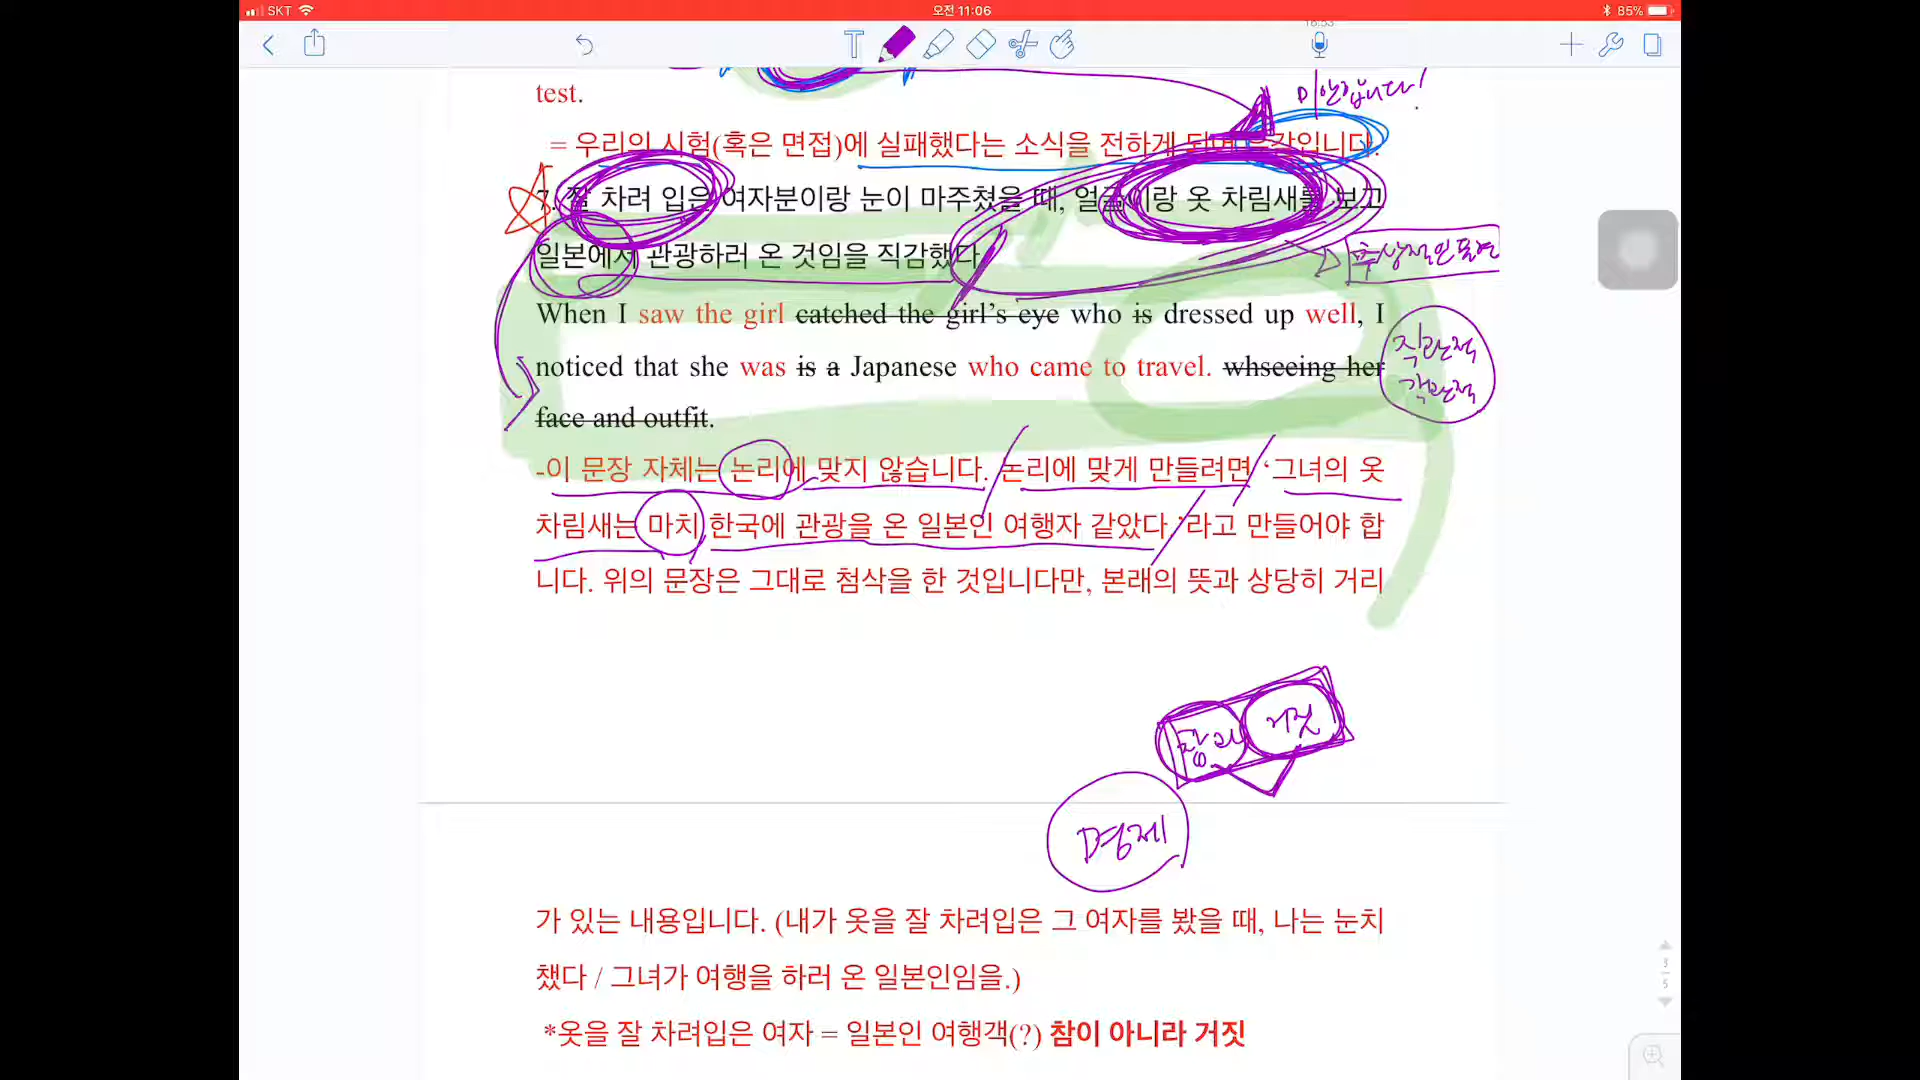 SKT 오전 11:06 85%
test.
미안합니다!
= 우리의 시험(혹은 면접)에 실패했다는 소식을 전하게 되며 유감입니다.
7. 잘 차려 입은 여자분이랑 눈이 마주쳤을 때, 얼굴이랑 옷 차림새를 보고
일본에서 관광하러 온 것임을 직감했다.
추상적인 표현
When I saw the girl catched the girl’s eye who is dressed up well, I
직관적
noticed that she was is a Japanese who came to travel. whseeing her
객관적
face and outfit.
-이 문장 자체는 논리에 맞지 않습니다. 논리에 맞게 만들려면 ‘그녀의 옷
차림새는 마치 한국에 관광을 온 일본인 여행자 같았다.’라고 만들어야 합
니다. 위의 문장은 그대로 첨삭을 한 것입니다만, 본래의 뜻과 상당히 거리
거짓
명제
가 있는 내용입니다. (내가 옷을 잘 차려입은 그 여자를 봤을 때, 나는 눈치
챘다 / 그녀가 여행을 하러 온 일본인임을.)
*옷을 잘 차려입은 여자 = 일본인 여행객(?) 참이 아니라 거짓